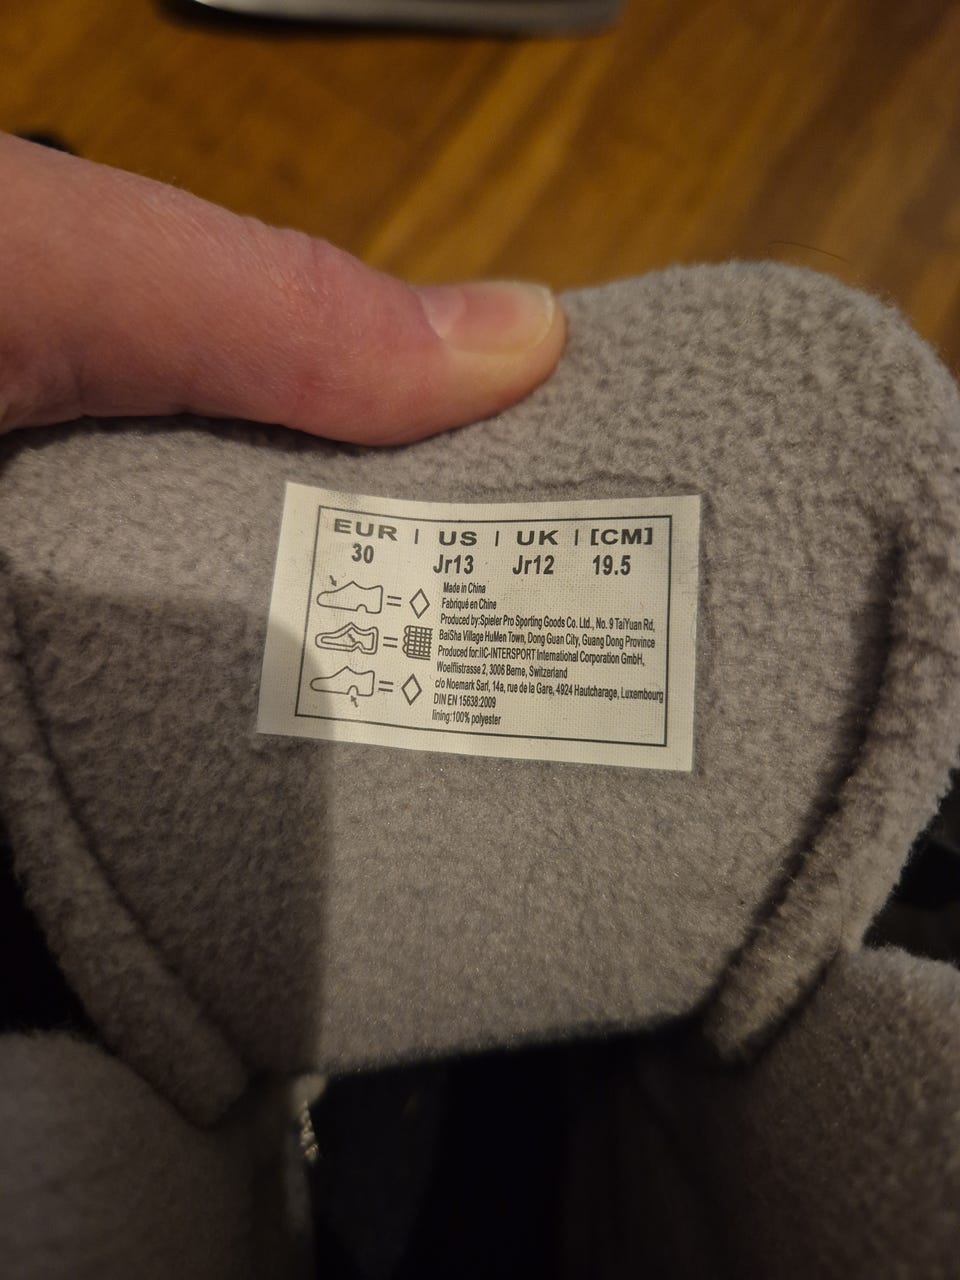 EUR | US | UK | [CM]
30 Jr13 Jr12 19.5
Made in China
Fabriqué en Chine
Produced by:Spieler Pro Sporting Goods Co. Ltd., No. 9 TaiYuan Rd,
BaiSha Village HuMen Town, Dong Guan City, Guang Dong Province
Produced for:IIC-INTERSPORT International Corporation GmbH,
Woelflistrasse 2, 3006 Berne, Switzerland
c/o Noemark Sarl, 14a, rue de la Gare, 4924 Hautcharage, Luxembourg
DIN EN 15638:2009
lining:100% polyester